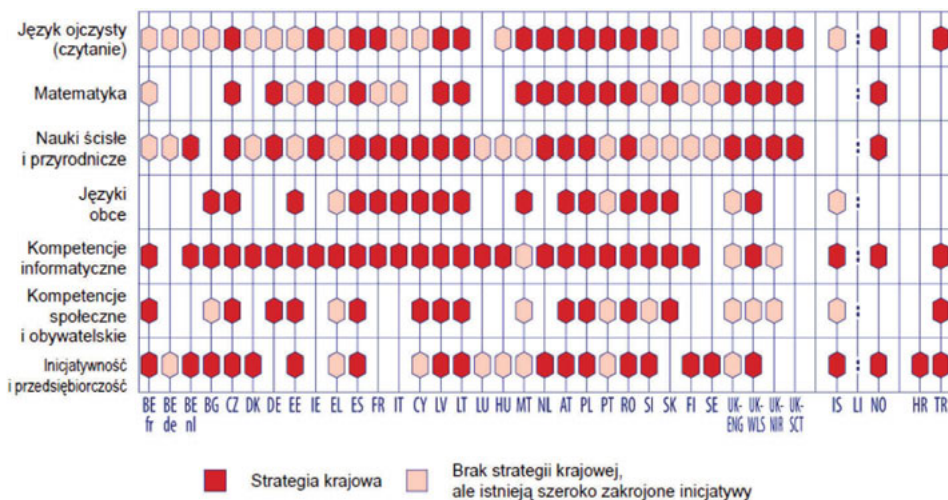 Język ojczysty
(czytanie)
Matematyka
Nauki ścisłe
i przyrodnicze
Języki
obce
Kompetencje
informatyczne
Kompetencje
społeczne
i obywatelskie
Inicjatywność
i przedsiębiorczość
BE fr BE de BE nl BG CZ DK DE EE IE EL ES FR IT CY LV LT LU HU MT NL AT PL PT RO SI SK FI SE UK-ENG UK-WLS UK-NIR UK-SCT IS LI NO HR TR
Strategia krajowa
Brak strategii krajowej,
ale istnieją szeroko zakrojone inicjatywy